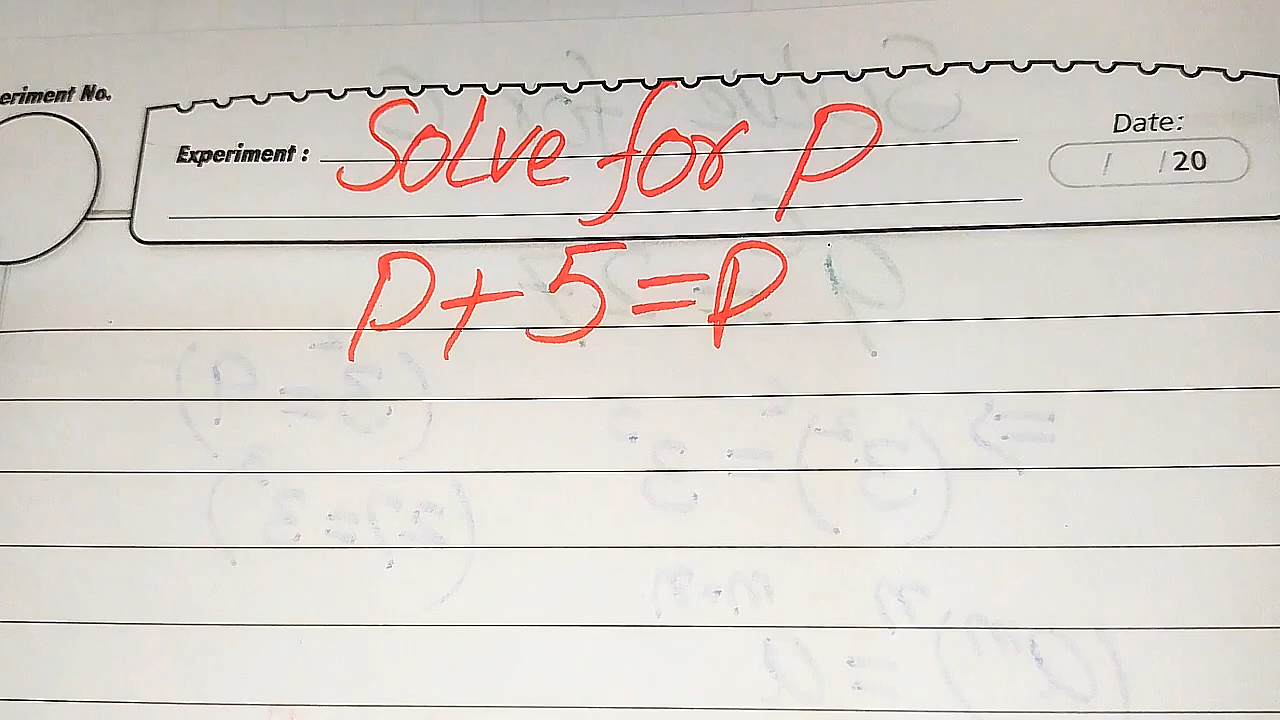 eriment No.
Experiment : Solve for P
Date:
/ /20
P+5=P